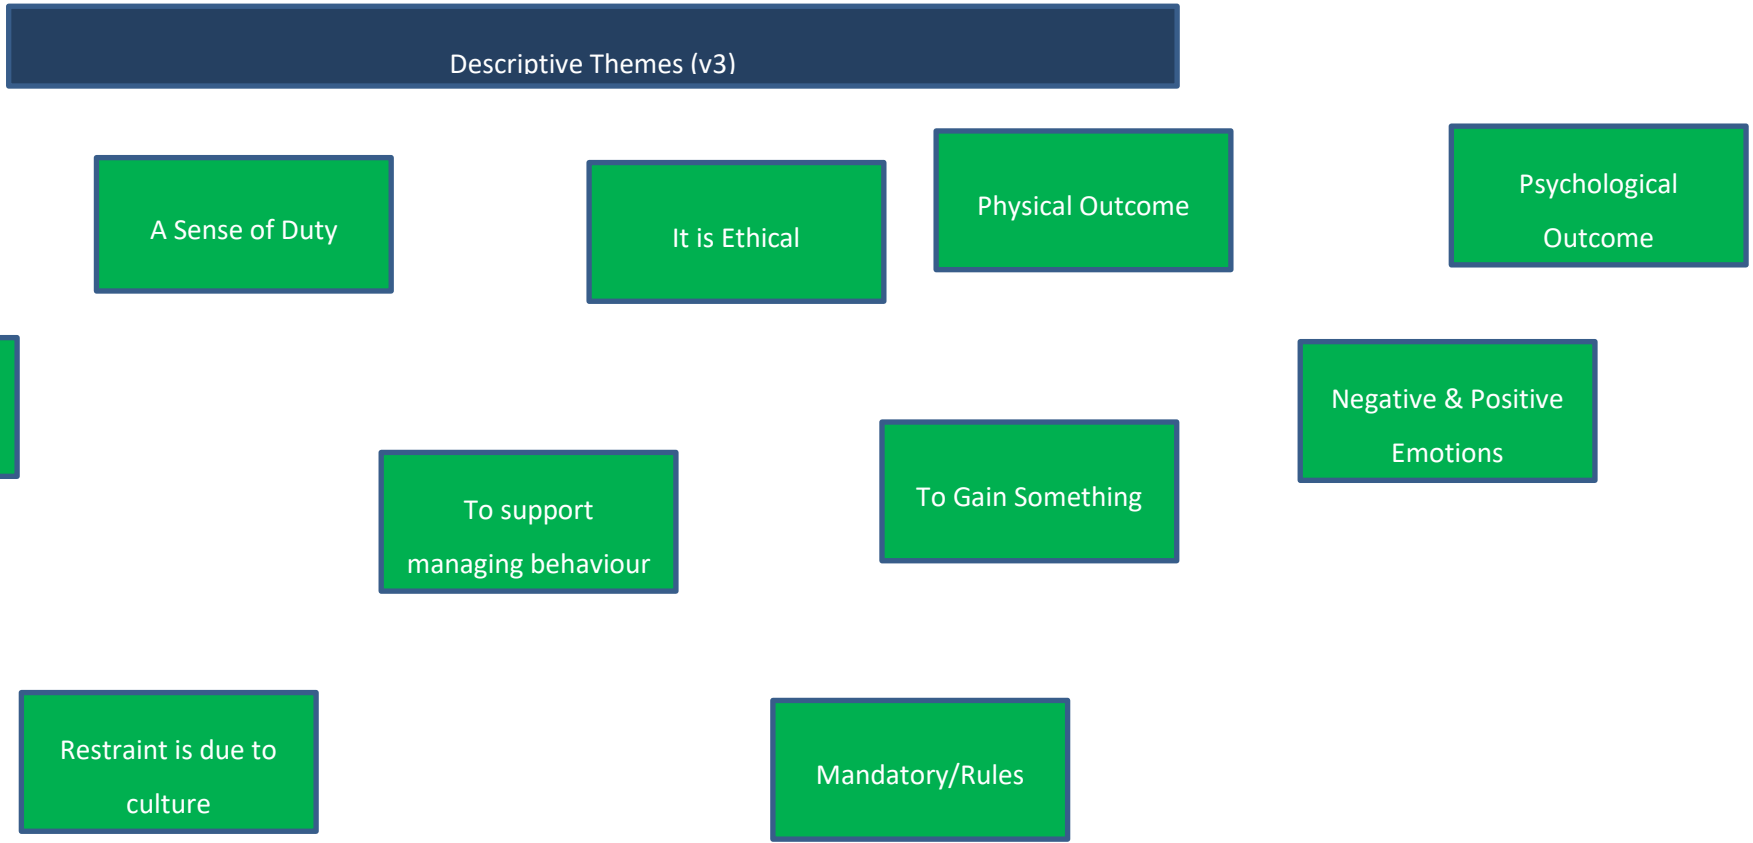 Descriptive Themes (v3)
A Sense of Duty
It is Ethical
Physical Outcome
Psychological
Outcome
Negative & Positive
Emotions
To support
managing behaviour
To Gain Something
Restraint is due to
culture
Mandatory/Rules